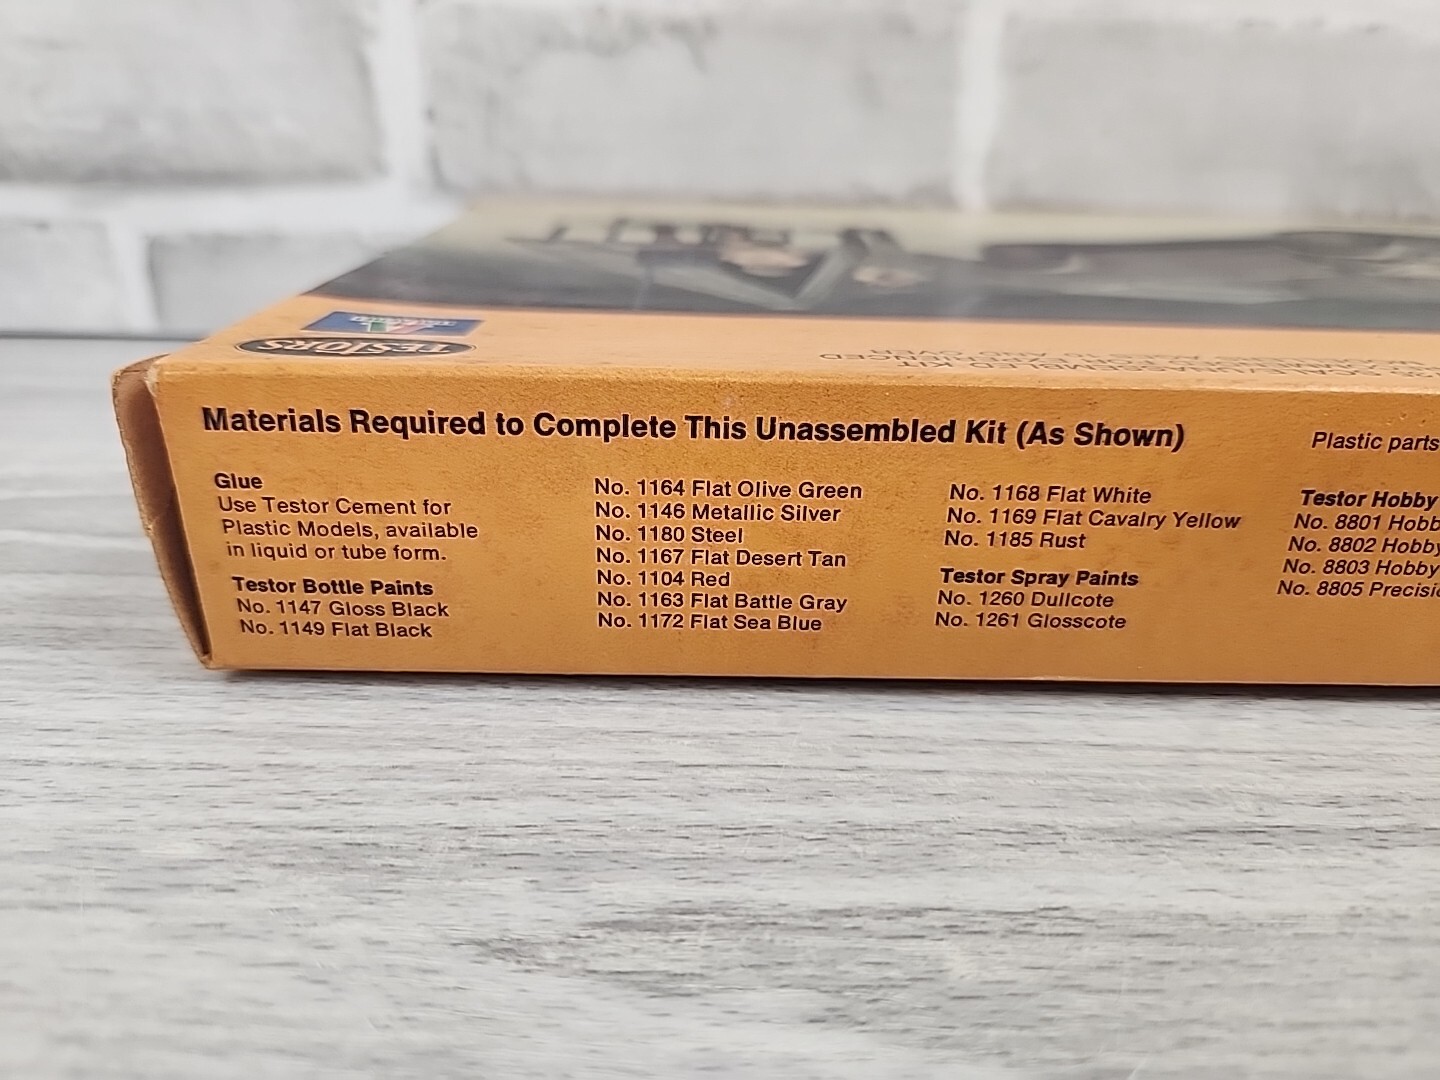 TESTORS
Materials Required to Complete This Unassembled Kit (As Shown)
Glue
Use Testor Cement for
Plastic Models, available
in liquid or tube form.
Testor Bottle Paints
No. 1147 Gloss Black
No. 1149 Flat Black
No. 1164 Flat Olive Green
No. 1146 Metallic Silver
No. 1180 Steel
No. 1167 Flat Desert Tan
No. 1104 Red
No. 1163 Flat Battle Gray
No. 1172 Flat Sea Blue
No. 1168 Flat White
No. 1169 Flat Cavalry Yellow
No. 1185 Rust
Testor Spray Paints
No. 1260 Dullcote
No. 1261 Glosscote
Plastic parts
Testor Hobby
No. 8801 Hobb
No. 8802 Hobby
No. 8803 Hobby
No. 8805 Precisi